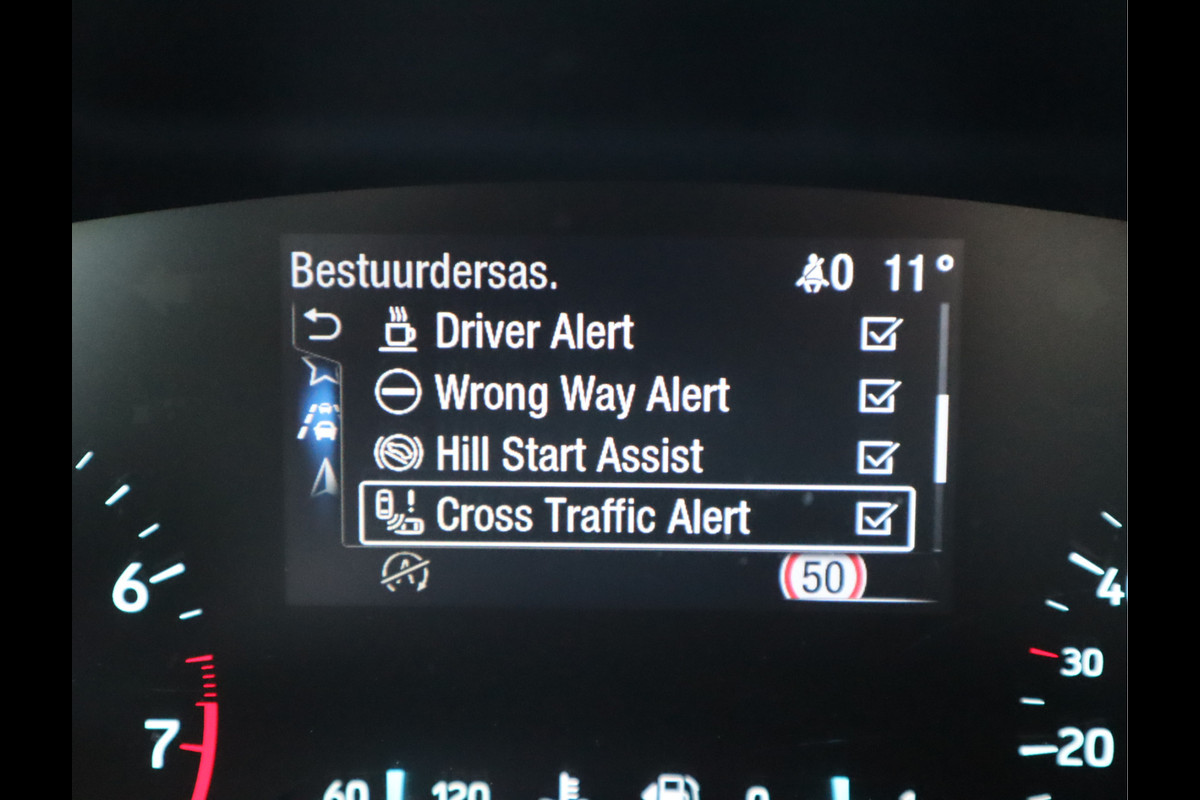 Bestuurdersas. 0 11°
Driver Alert
Wrong Way Alert
Hill Start Assist
Cross Traffic Alert
A 50
6
7
30
20
60 120 0